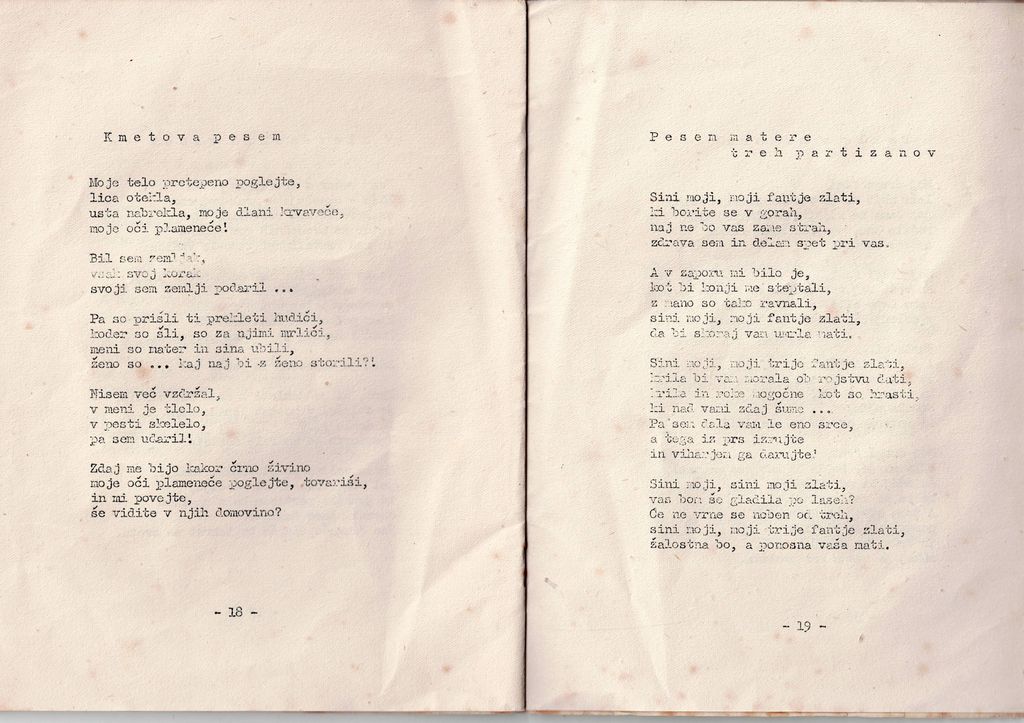 Kmetova pesem
Moje telo pretepeno poglejte,
lica otekla,
usta nabrekla, moje dlani krvaveče,
moje oči plameneče!
Bil sem zemljak,
vsak svoj korak
svoji sem zemlji podaril ...
Pa so prišli ti prekleti hudiči,
koder so šli, so za njimi mrliči,
meni so mater in sina ubili,
ženo so ... kaj naj bi z ženo storili?!
Nisem več vzdržal,
v meni je tlelo,
v pesti skelelo,
pa sem udaril!
Zdaj me bijo kakor črno živino
moje oči plameneče poglejte, tovariši,
in mi povejte,
še vidite v njih domovino?
- 18 -
Pesem matere
treh partizanov
Sini moji, moji fantje zlati,
ki borite se v gorah,
naj ne bo vas zame strah,
zdrava sem in delam spet pri vas.
A v zaporu mi bilo je,
kot bi konji me steptali,
z mano so tako ravnali,
sini moji, moji fantje zlati,
da bi skoraj vam umrla mati.
Sini moji, moji trije fantje zlati,
krila bi vam morala ob rojstvu dati,
krila in roke mogočne kot so hrasti,
ki nad vami zdaj šume ...
Pa sem dala vam le eno srce,
a tega iz prs izrujte
in viharjem ga darujte!
Sini moji, sini moji zlati,
vas bom še gladila po laseh?
Če ne vrne se noben od treh,
sini moji, moji trije fantje zlati,
žalostna bo, a ponosna vaša mati.
- 19 -